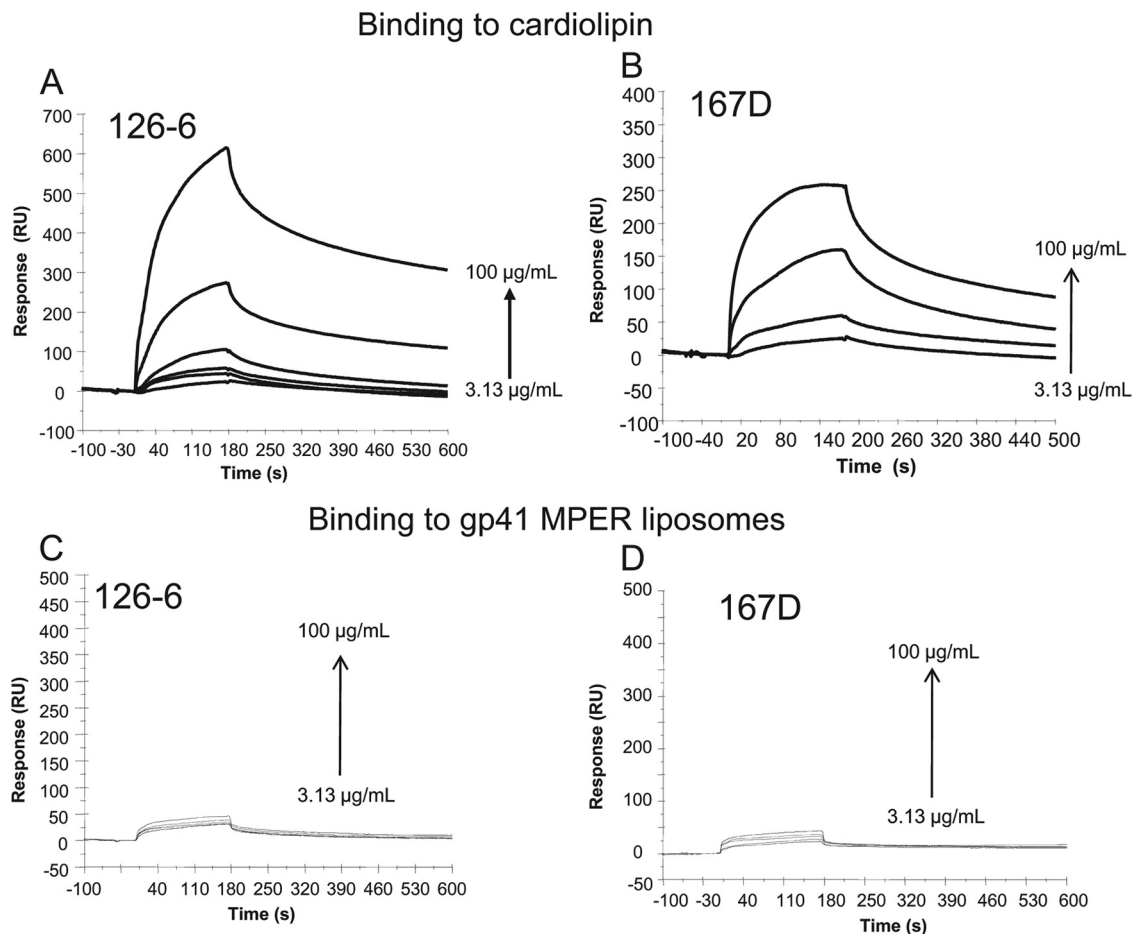 Binding to cardiolipin
A
126-6
700
600
500
400
300
200
100
0
-100
Response (RU)
-100 -30 40 110 180 250 320 390 460 530 600
Time (s)
100 µg/mL
3.13 µg/mL
B
167D
400
350
300
250
200
150
100
50
0
-50
-100
Response (RU)
-100 -40 20 80 140 200 260 320 380 440 500
Time (s)
100 µg/mL
3.13 µg/mL
Binding to gp41 MPER liposomes
C
126-6
500
450
400
350
300
250
200
150
100
50
0
-50
Response (RU)
-100 40 110 180 250 320 390 460 530 600
Time (s)
100 µg/mL
3.13 µg/mL
D
167D
500
400
300
200
100
0
-50
Response (RU)
-100 -30 40 110 180 250 320 390 460 530 600
Time (s)
100 µg/mL
3.13 µg/mL